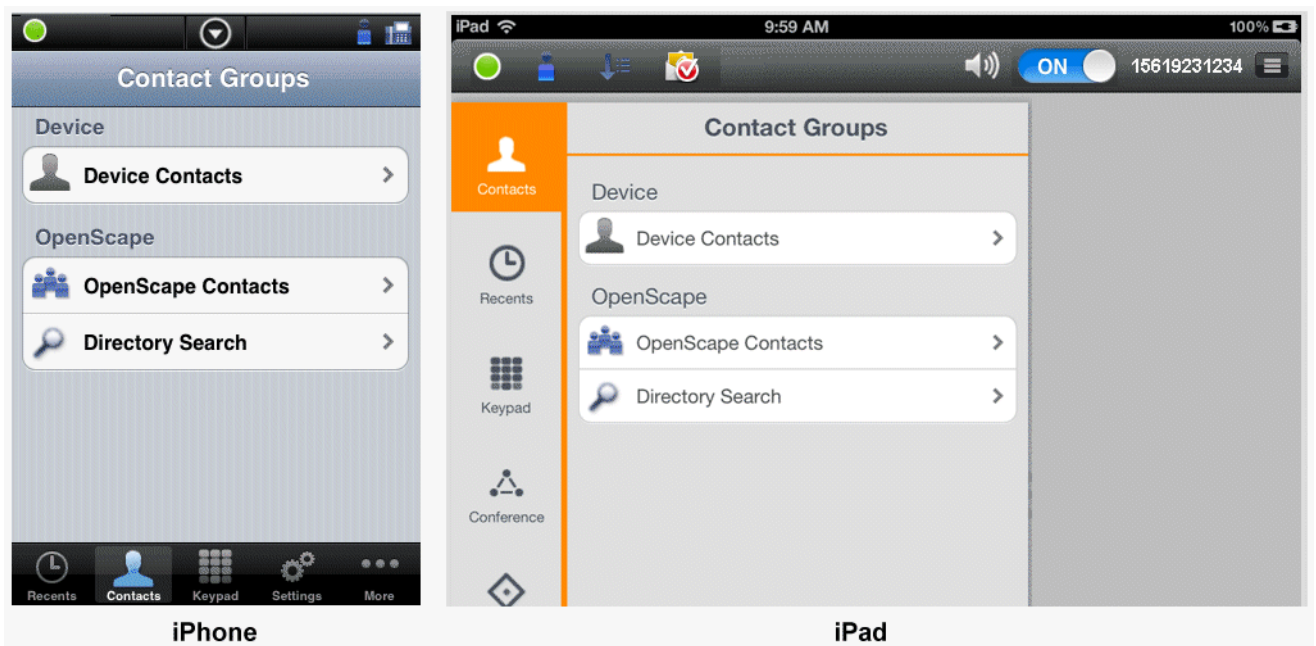 Contact Groups
Device
Device Contacts
OpenScape
OpenScape Contacts
Directory Search
Recents Contacts Keypad Settings More
iPhone
iPad 9:59 AM 100%
ON 15619231234
Contacts
Recents
Keypad
Conference
Contact Groups
Device
Device Contacts
OpenScape
OpenScape Contacts
Directory Search
iPad